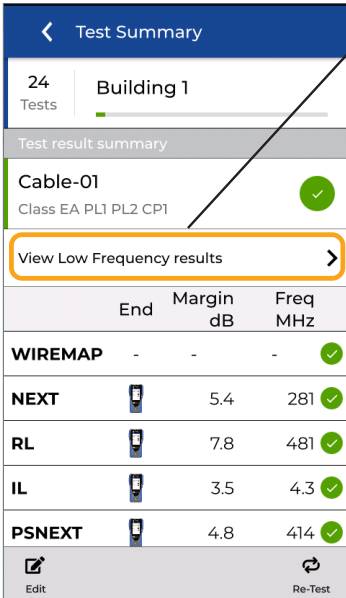 Test Summary
24
Tests
Building 1
Test result summary
Cable-01
Class EA PL1 PL2 CP1
View Low Frequency results
End Margin dB Freq MHz
WIREMAP - - -
NEXT 5.4 281
RL 7.8 481
IL 3.5 4.3
PSNEXT 4.8 414
Edit Re-Test